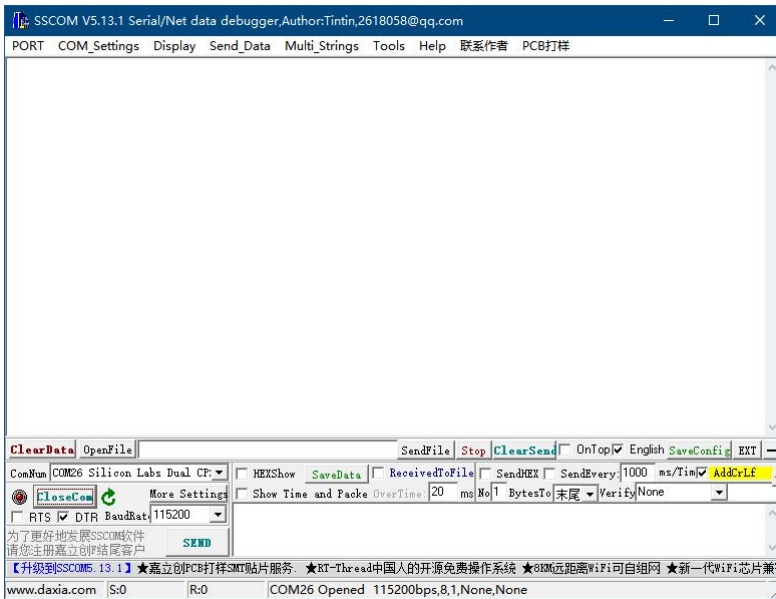 SSCOM V5.13.1 Serial/Net data debugger,Author:Tintin,2618058@qq.com
PORT COM_Settings Display Send_Data Multi_Strings Tools Help 联系作者 PCB打样
ClearData OpenFile SendFile Stop ClearSend OnTop English SaveConfig EXT
ComNum COM26 Silicon Labs Dual CP HEXShow SaveData ReceivedToFile SendHEX SendEvery: 1000 ms/Tim AddCrLf
CloseCom More Settings Show Time and Packe OverTime: 20 ms No 1 BytesTo 末尾 Verify None
RTS DTR BaudRat 115200
为了更好地发展SSCOM软件
请您注册嘉立创F结尾客户 SEND
【升级到SSCOM5.13.1】★嘉立创PCB打样SMT贴片服务. ★RT-Thread中国人的开源免费操作系统 ★8KM远距离WiFi可自组网 ★新一代WiFi芯片兼
www.daxia.com S:0 R:0 COM26 Opened 115200bps,8,1,None,None